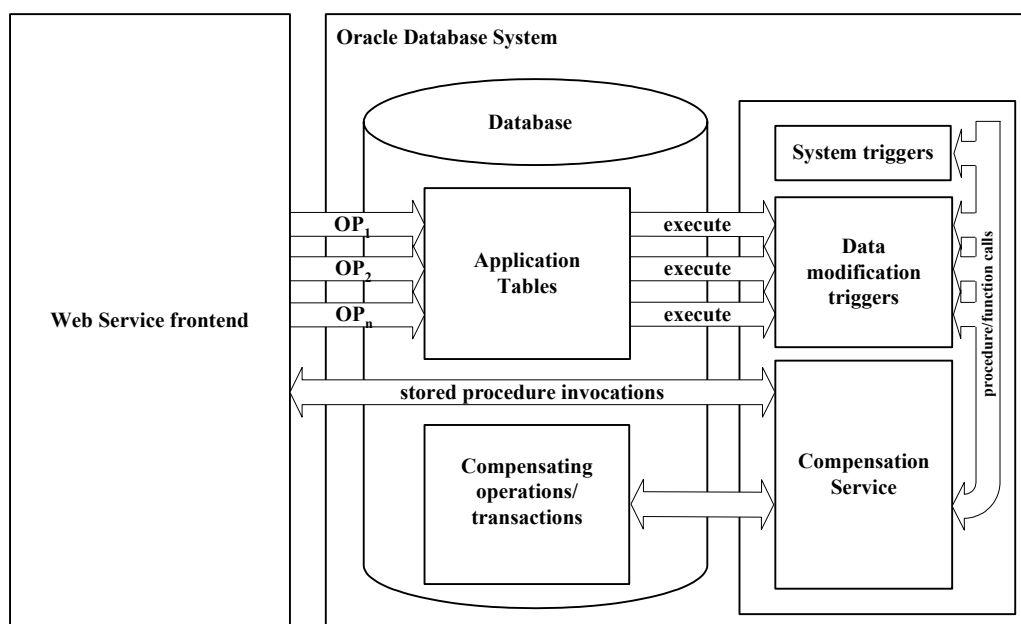 Oracle Database System
Database
System triggers
OP1
execute
OP2
execute
OPn
execute
Application
Tables
Data
modification
triggers
procedure/function calls
Web Service frontend
stored procedure invocations
Compensating
operations/
transactions
Compensation
Service